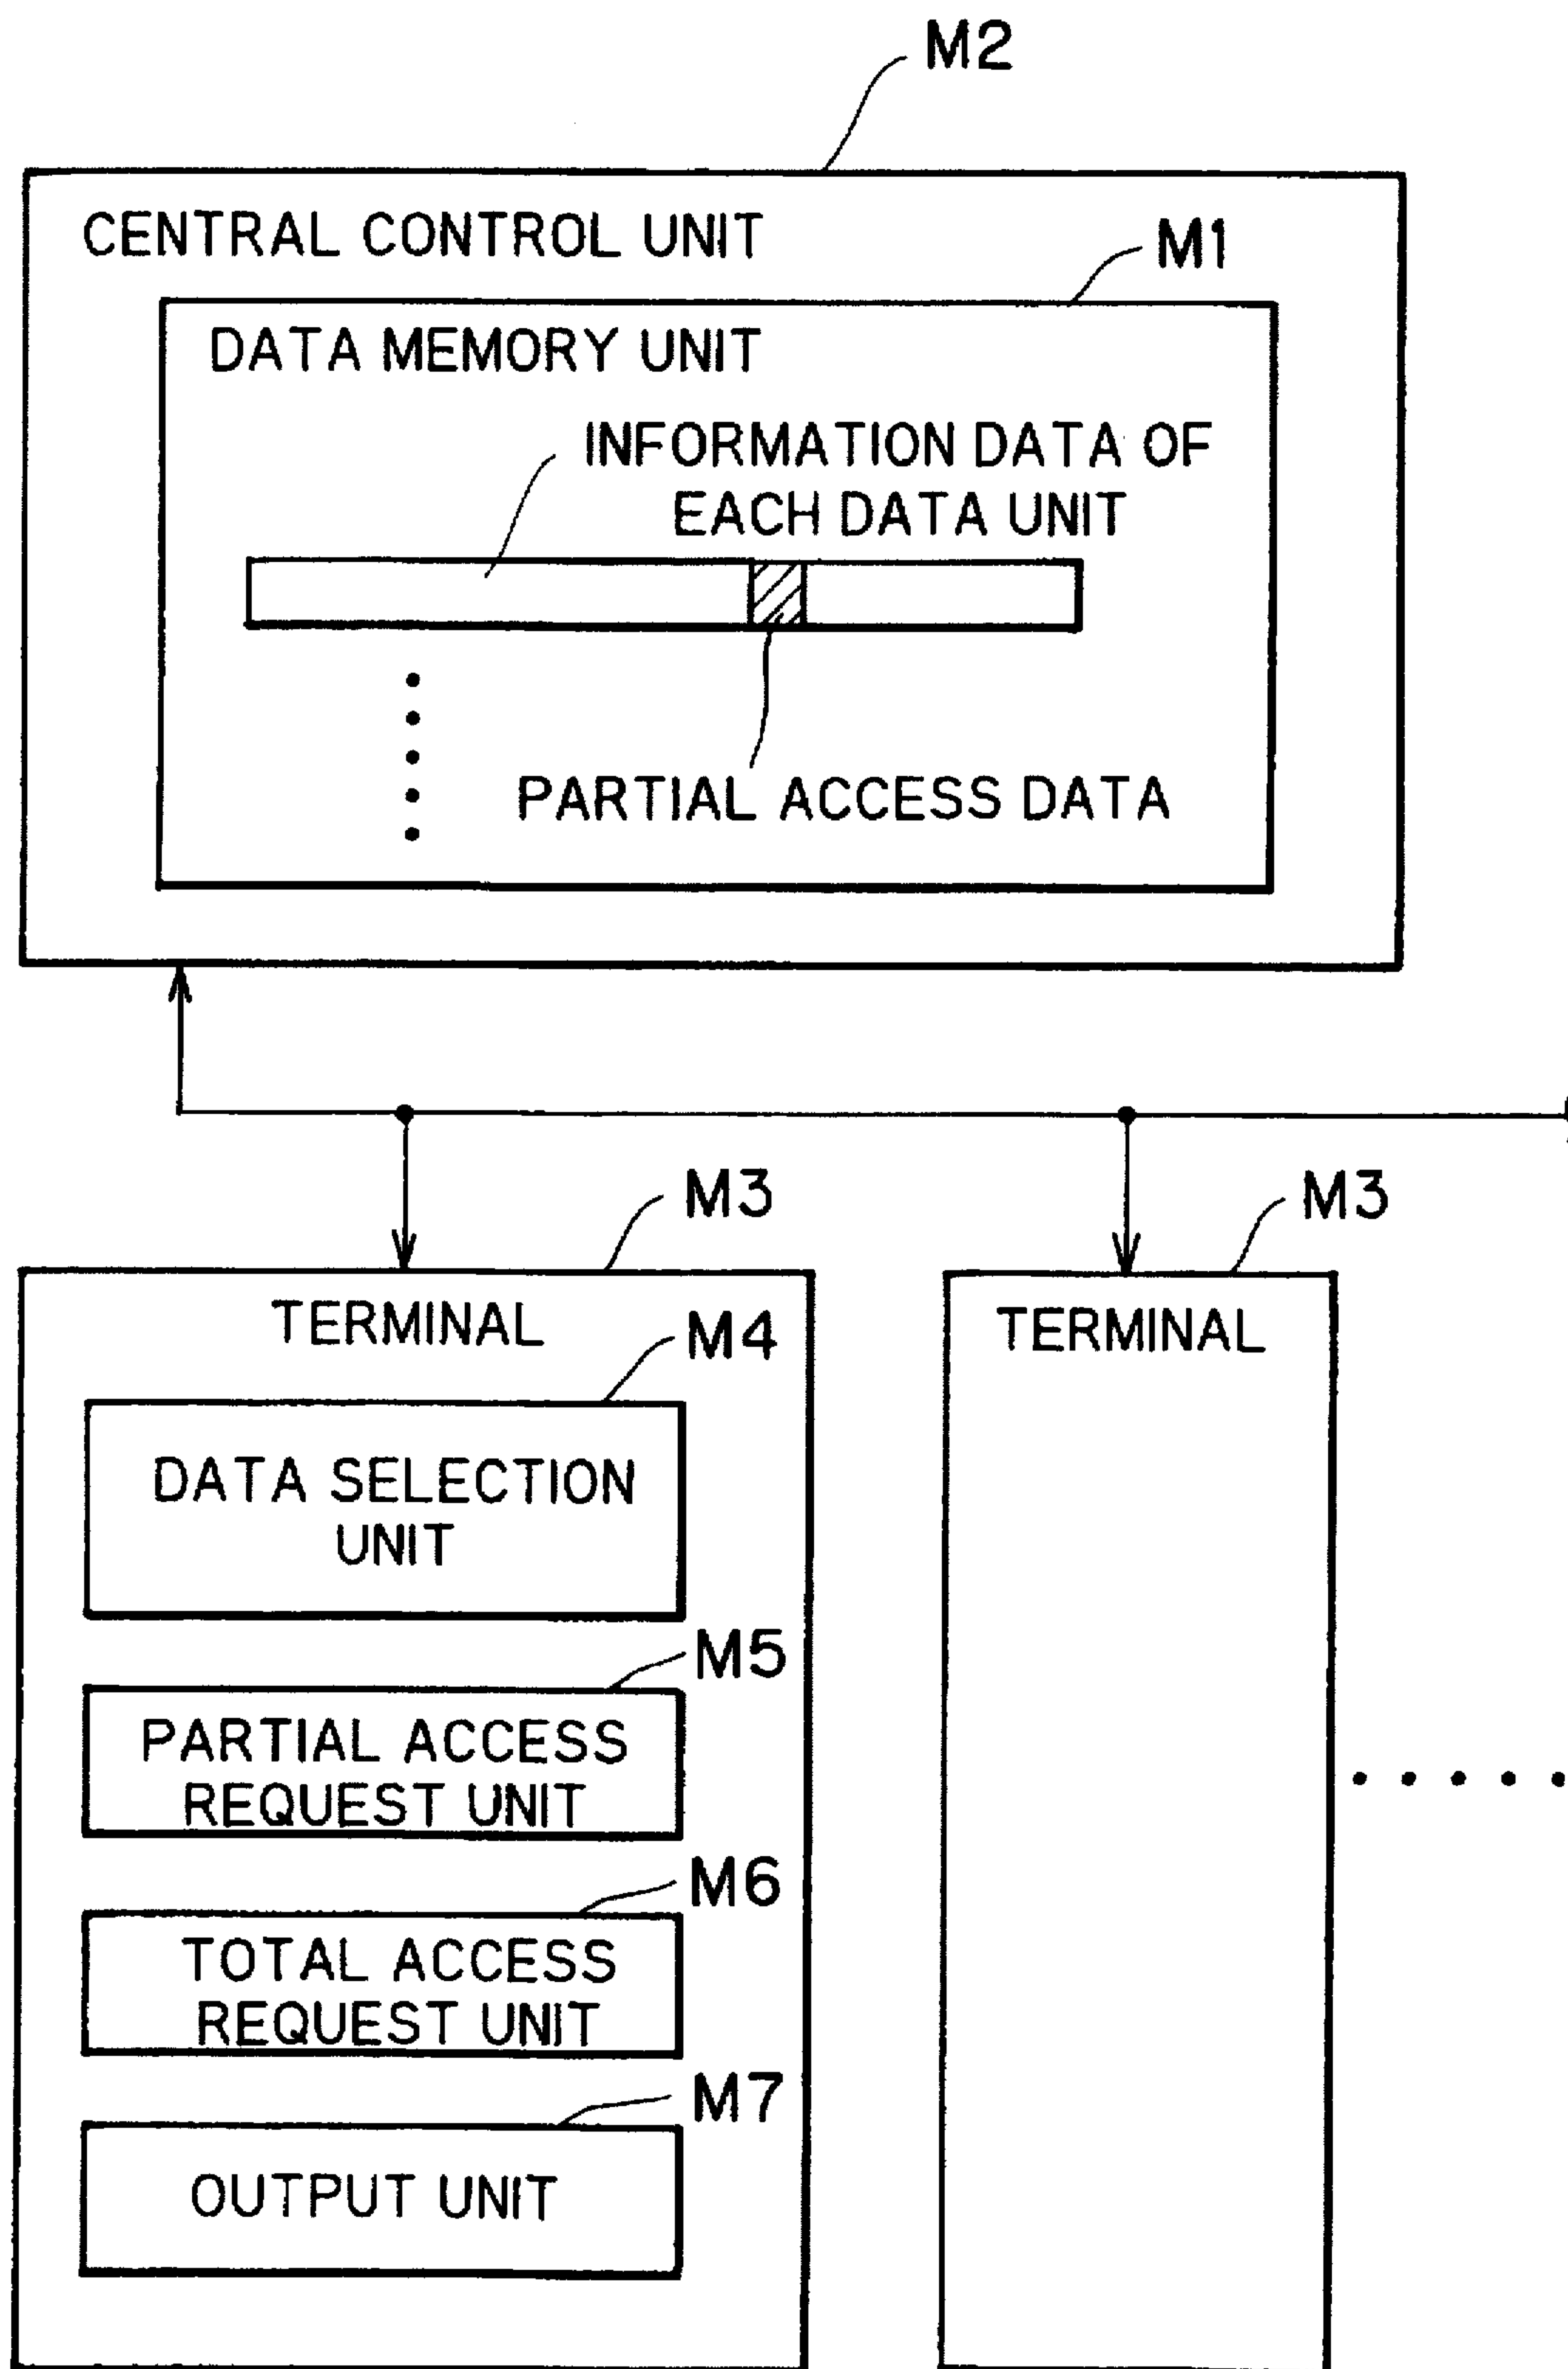 M2
CENTRAL CONTROL UNIT
M1
DATA MEMORY UNIT
INFORMATION DATA OF
EACH DATA UNIT
PARTIAL ACCESS DATA
M3
M3
TERMINAL
TERMINAL
M4
DATA SELECTION
UNIT
M5
PARTIAL ACCESS
REQUEST UNIT
M6
TOTAL ACCESS
REQUEST UNIT
M7
OUTPUT UNIT